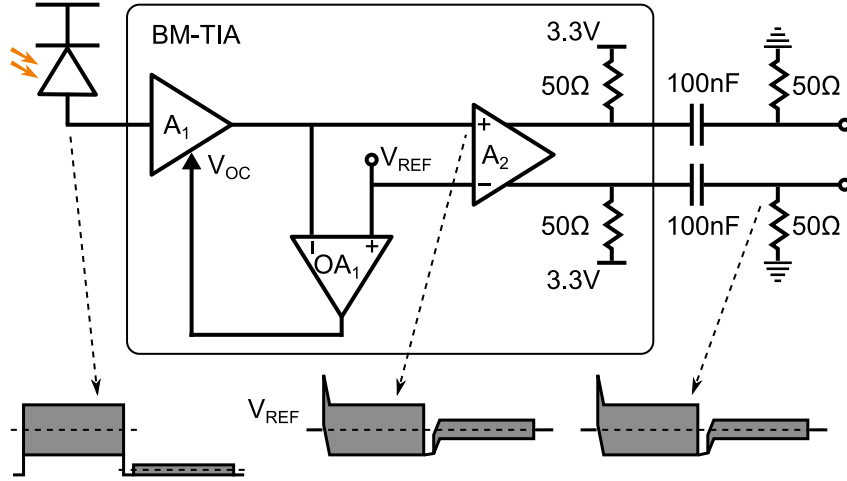 BM-TIA
3.3V
50Ω
100nF
50Ω
A1
+
A2
−
VOC
VREF
− +
OA1
50Ω
100nF
50Ω
3.3V
VREF